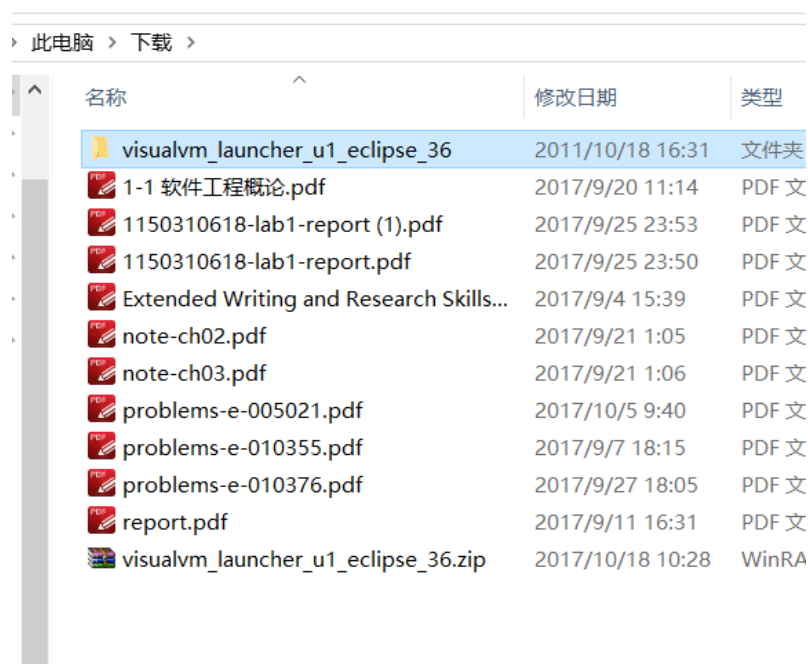 此电脑 > 下载 >
名称 修改日期 类型
visualvm_launcher_u1_eclipse_36 2011/10/18 16:31 文件夹
1-1 软件工程概论.pdf 2017/9/20 11:14 PDF 文
1150310618-lab1-report (1).pdf 2017/9/25 23:53 PDF 文
1150310618-lab1-report.pdf 2017/9/25 23:50 PDF 文
Extended Writing and Research Skills... 2017/9/4 15:39 PDF 文
note-ch02.pdf 2017/9/21 1:05 PDF 文
note-ch03.pdf 2017/9/21 1:06 PDF 文
problems-e-005021.pdf 2017/10/5 9:40 PDF 文
problems-e-010355.pdf 2017/9/7 18:15 PDF 文
problems-e-010376.pdf 2017/9/27 18:05 PDF 文
report.pdf 2017/9/11 16:31 PDF 文
visualvm_launcher_u1_eclipse_36.zip 2017/10/18 10:28 WinRA